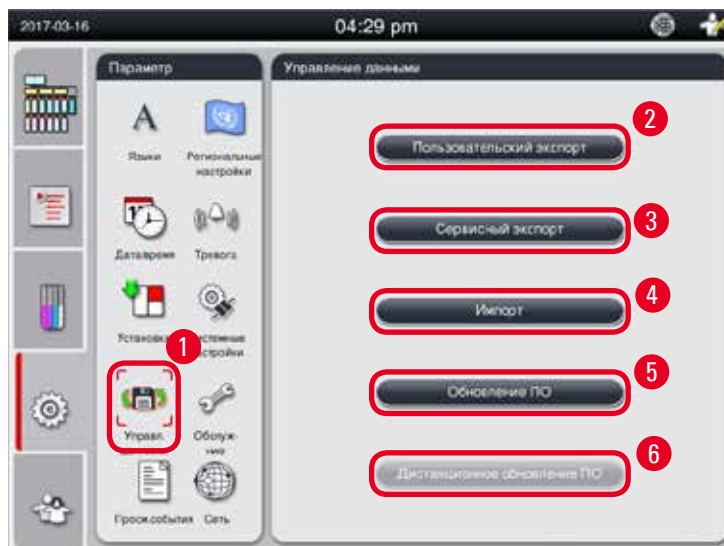 2017-03-16
04:29 pm
Параметр
Управление данными
Языки
Региональные
настройки
Дата/время
Тревога
Установка
Системные
настройки
1
Управл.
Обслуж-
ние
Просм.события
Сеть
2
Пользовательский экспорт
3
Сервисный экспорт
4
Импорт
5
Обновление ПО
6
Дистанционное обновление ПО